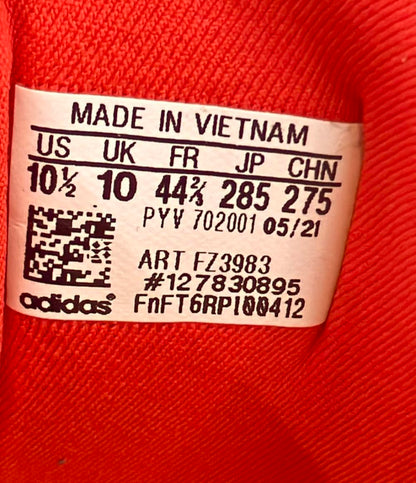 MADE IN VIETNAM
US UK FR JP CHN
10½ 10 44⅔ 285 275
PYV 702001 05/21
ART FZ3983
#127830895
adidas® FnFT6RPI00412